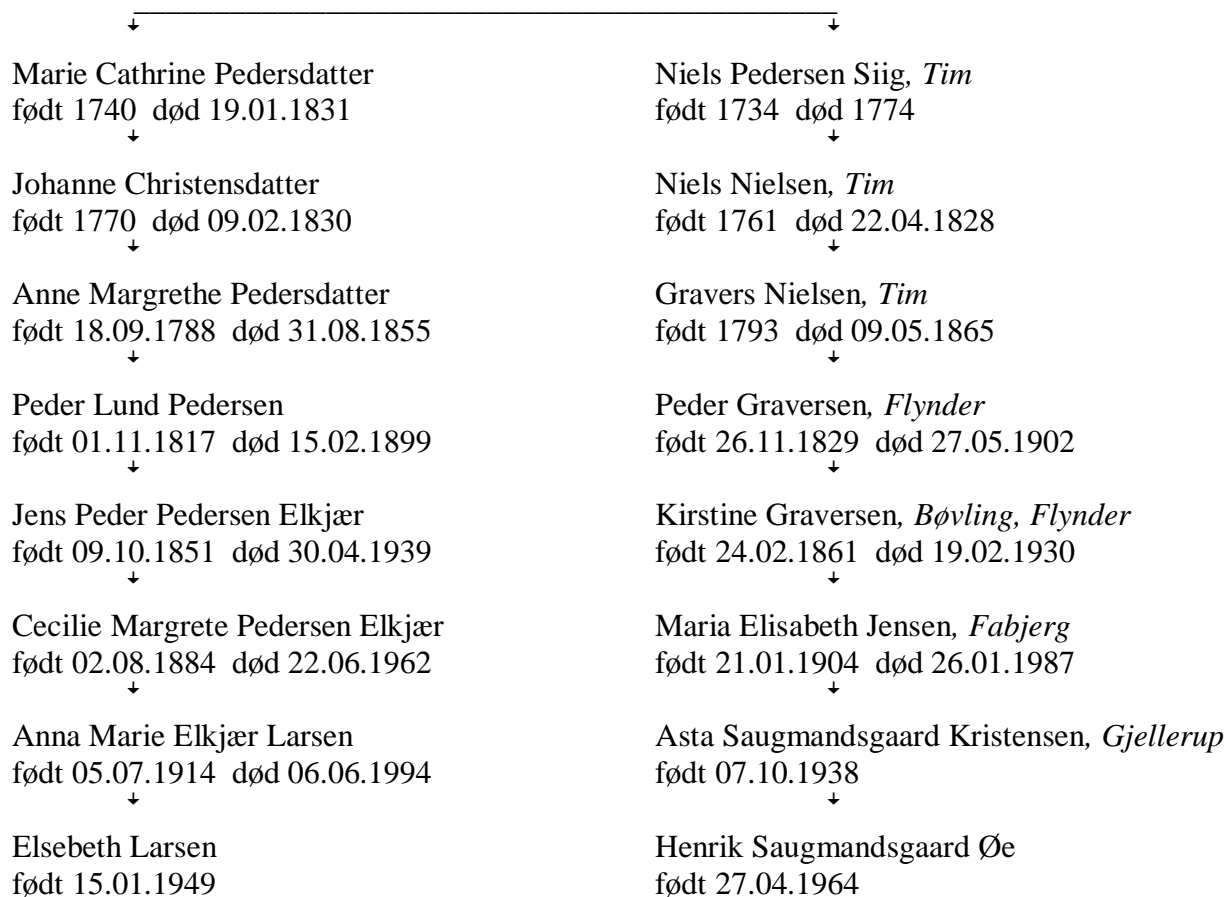 Marie Cathrine Pedersdatter
født 1740 død 19.01.1831
Niels Pedersen Siig, Tim
født 1734 død 1774
Johanne Christensdatter
født 1770 død 09.02.1830
Niels Nielsen, Tim
født 1761 død 22.04.1828
Anne Margrethe Pedersdatter
født 18.09.1788 død 31.08.1855
Gravers Nielsen, Tim
født 1793 død 09.05.1865
Peder Lund Pedersen
født 01.11.1817 død 15.02.1899
Peder Graversen, Flynder
født 26.11.1829 død 27.05.1902
Jens Peder Pedersen Elkjær
født 09.10.1851 død 30.04.1939
Kirstine Graversen, Bøvling, Flynder
født 24.02.1861 død 19.02.1930
Cecilie Margrete Pedersen Elkjær
født 02.08.1884 død 22.06.1962
Maria Elisabeth Jensen, Fabjerg
født 21.01.1904 død 26.01.1987
Anna Marie Elkjær Larsen
født 05.07.1914 død 06.06.1994
Asta Saugmandsgaard Kristensen, Gjellerup
født 07.10.1938
Elsebeth Larsen
født 15.01.1949
Henrik Saugmandsgaard Øe
født 27.04.1964